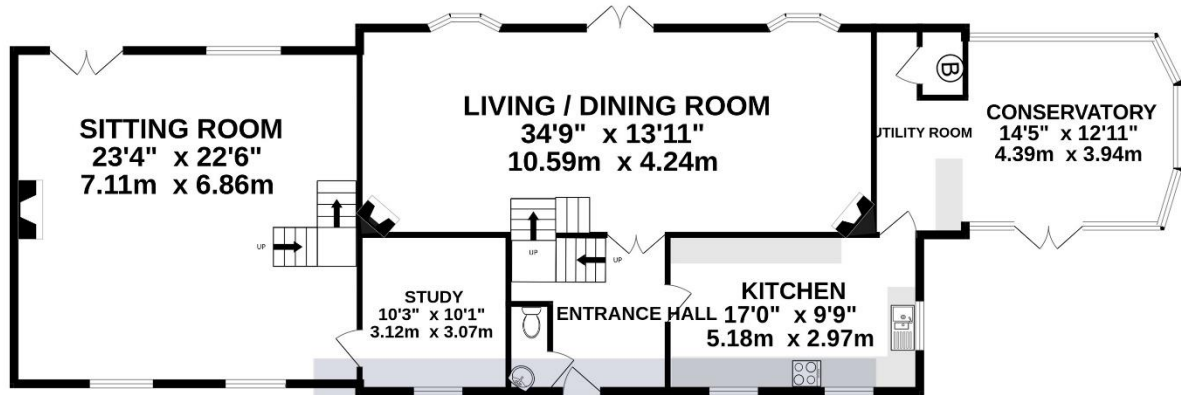 SITTING ROOM
23'4" x 22'6"
7.11m x 6.86m
UP
LIVING / DINING ROOM
34'9" x 13'11"
10.59m x 4.24m
UP
UP
STUDY
10'3" x 10'1"
3.12m x 3.07m
ENTRANCE HALL
KITCHEN
17'0" x 9'9"
5.18m x 2.97m
UTILITY ROOM
B
CONSERVATORY
14'5" x 12'11"
4.39m x 3.94m